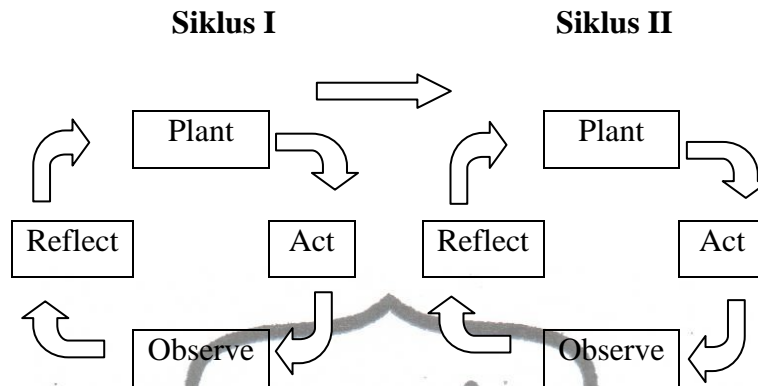 Siklus I
Plant
Reflect
Act
Observe
Siklus II
Plant
Reflect
Act
Observe